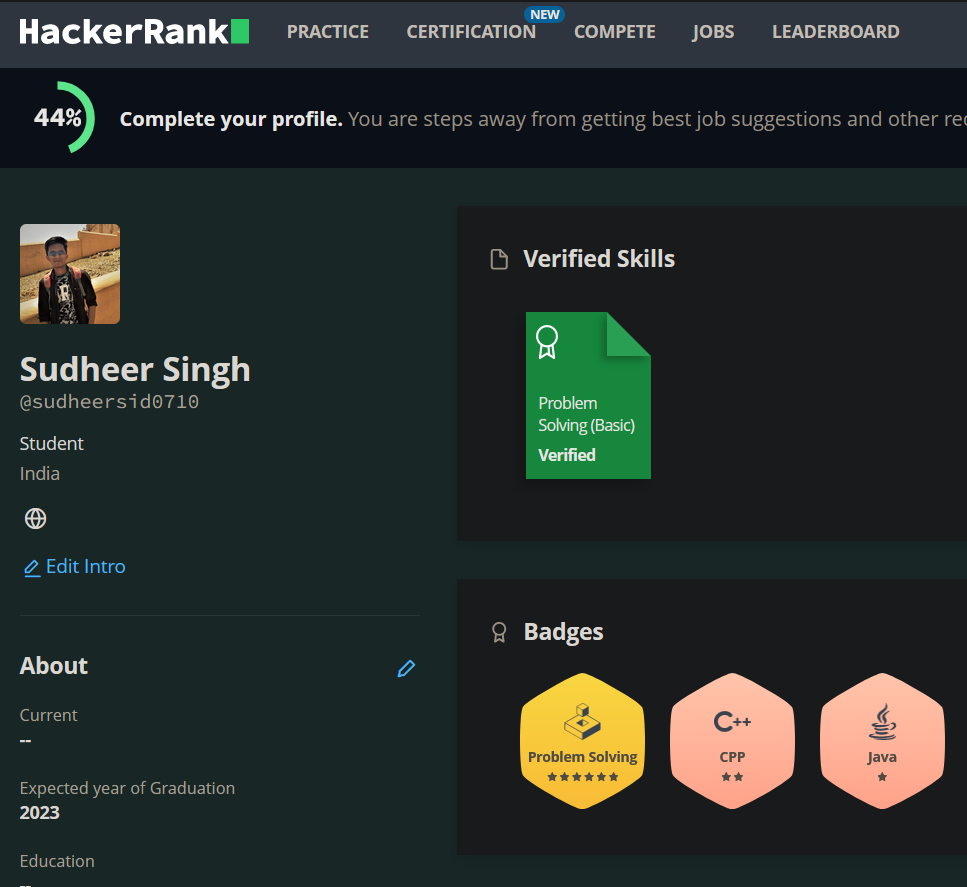 HackerRank
PRACTICE
CERTIFICATION
NEW
COMPETE
JOBS
LEADERBOARD
44%
Complete your profile. You are steps away from getting best job suggestions and other rec
Sudheer Singh
@sudheersid0710
Student
India
Edit Intro
About
Current
--
Expected year of Graduation
2023
Education
--
Verified Skills
Problem
Solving (Basic)
Verified
Badges
Problem Solving
C++
CPP
Java